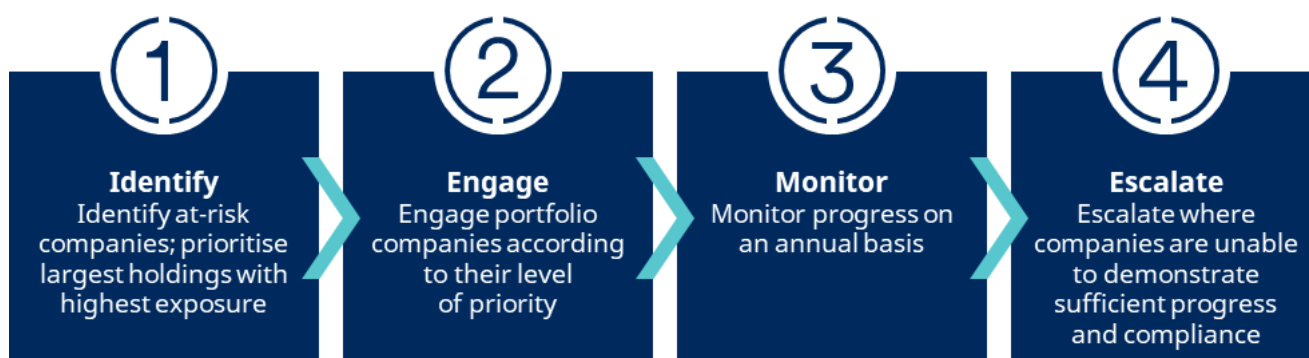 1
Identify
Identify at-risk
companies; prioritise
largest holdings with
highest exposure
2
Engage
Engage portfolio
companies according
to their level
of priority
3
Monitor
Monitor progress on
an annual basis
4
Escalate
Escalate where
companies are unable
to demonstrate
sufficient progress
and compliance